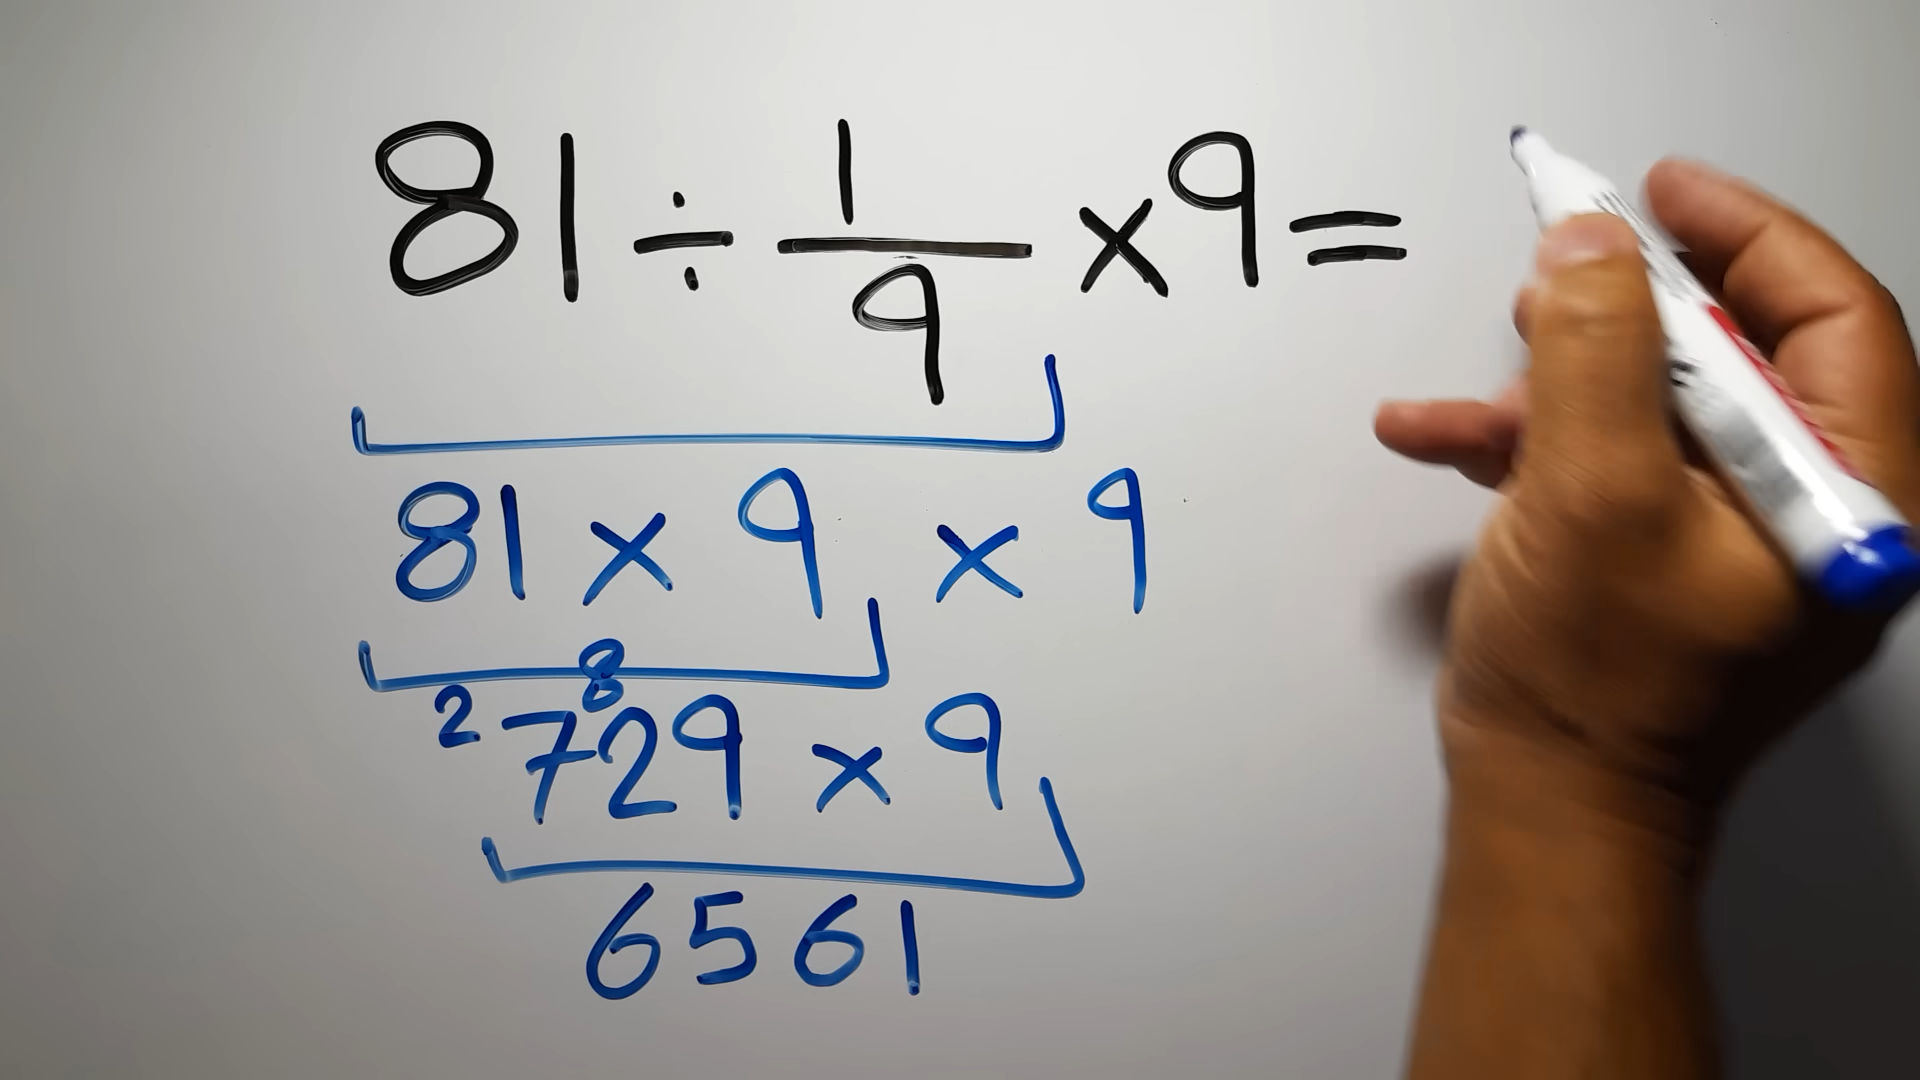 81 ÷ 1/9 × 9 =
81 × 9 × 9
2 8
729 × 9
6561